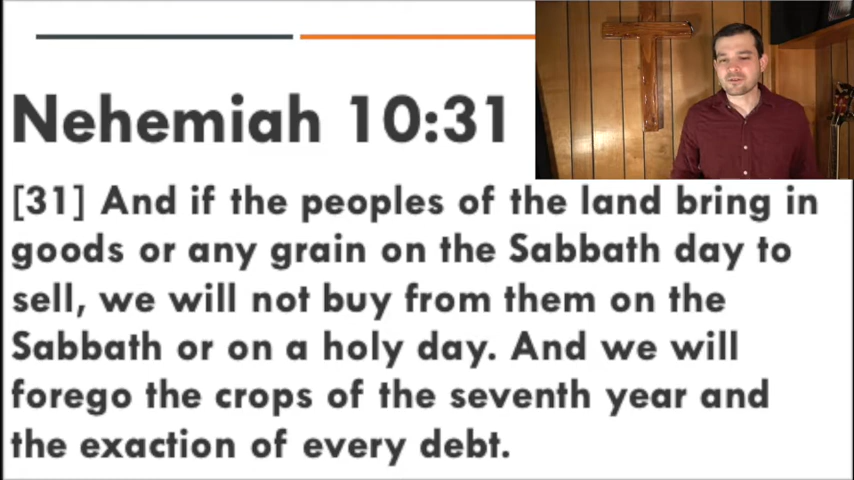 Nehemiah 10:31
[31] And if the peoples of the land bring in
goods or any grain on the Sabbath day to
sell, we will not buy from them on the
Sabbath or on a holy day. And we will
forego the crops of the seventh year and
the exaction of every debt.